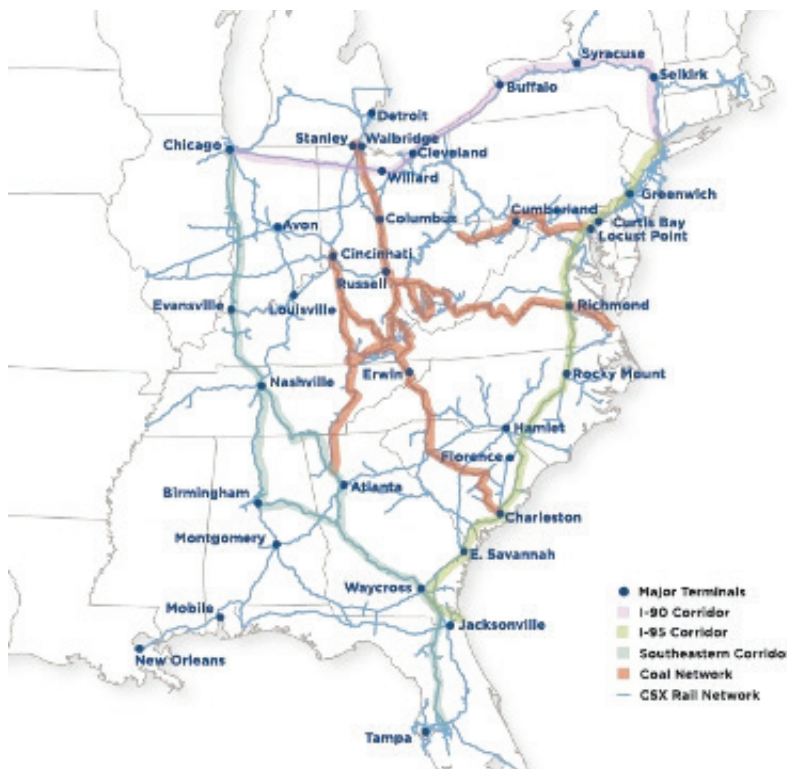 Syracuse
Selkirk
Buffalo
Detroit
Stanley
Walbridge
Chicago
Cleveland
Willard
Greenwich
Columbus
Cumberland
Avon
Curtis Bay
Locust Point
Cincinnati
Russell
Evansville
Louisville
Richmond
Erwin
Rocky Mount
Nashville
Hamlet
Florence
Atlanta
Birmingham
Charleston
Montgomery
E. Savannah
Waycross
Mobile
Jacksonville
New Orleans
Tampa
Major Terminals
I-90 Corridor
I-95 Corridor
Southeastern Corridor
Coal Network
CSX Rail Network